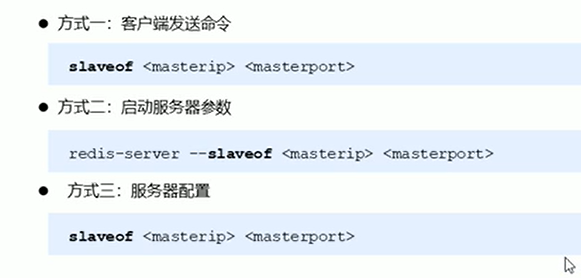 ● 方式一：客户端发送命令
slaveof <masterip> <masterport>
● 方式二：启动服务器参数
redis-server --slaveof <masterip> <masterport>
● 方式三：服务器配置
slaveof <masterip> <masterport>